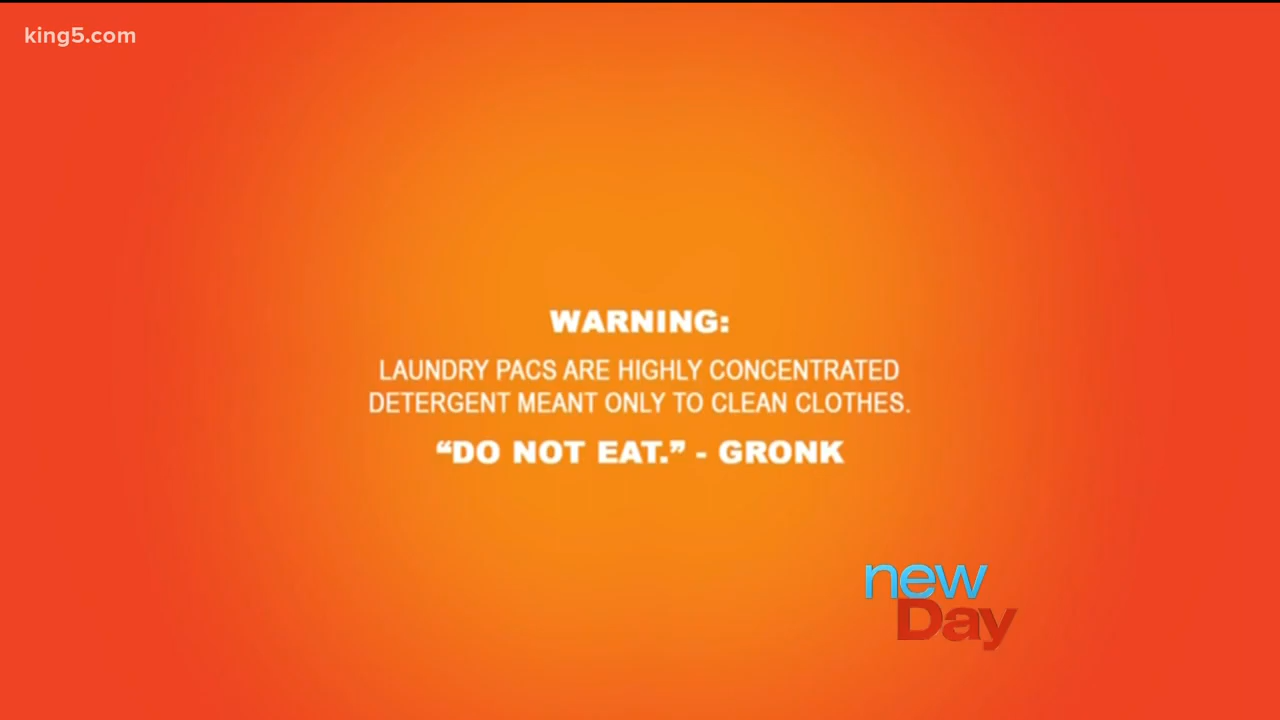 king5.com
WARNING:
LAUNDRY PACS ARE HIGHLY CONCENTRATED
DETERGENT MEANT ONLY TO CLEAN CLOTHES.
“DO NOT EAT.” - GRONK
new
Day